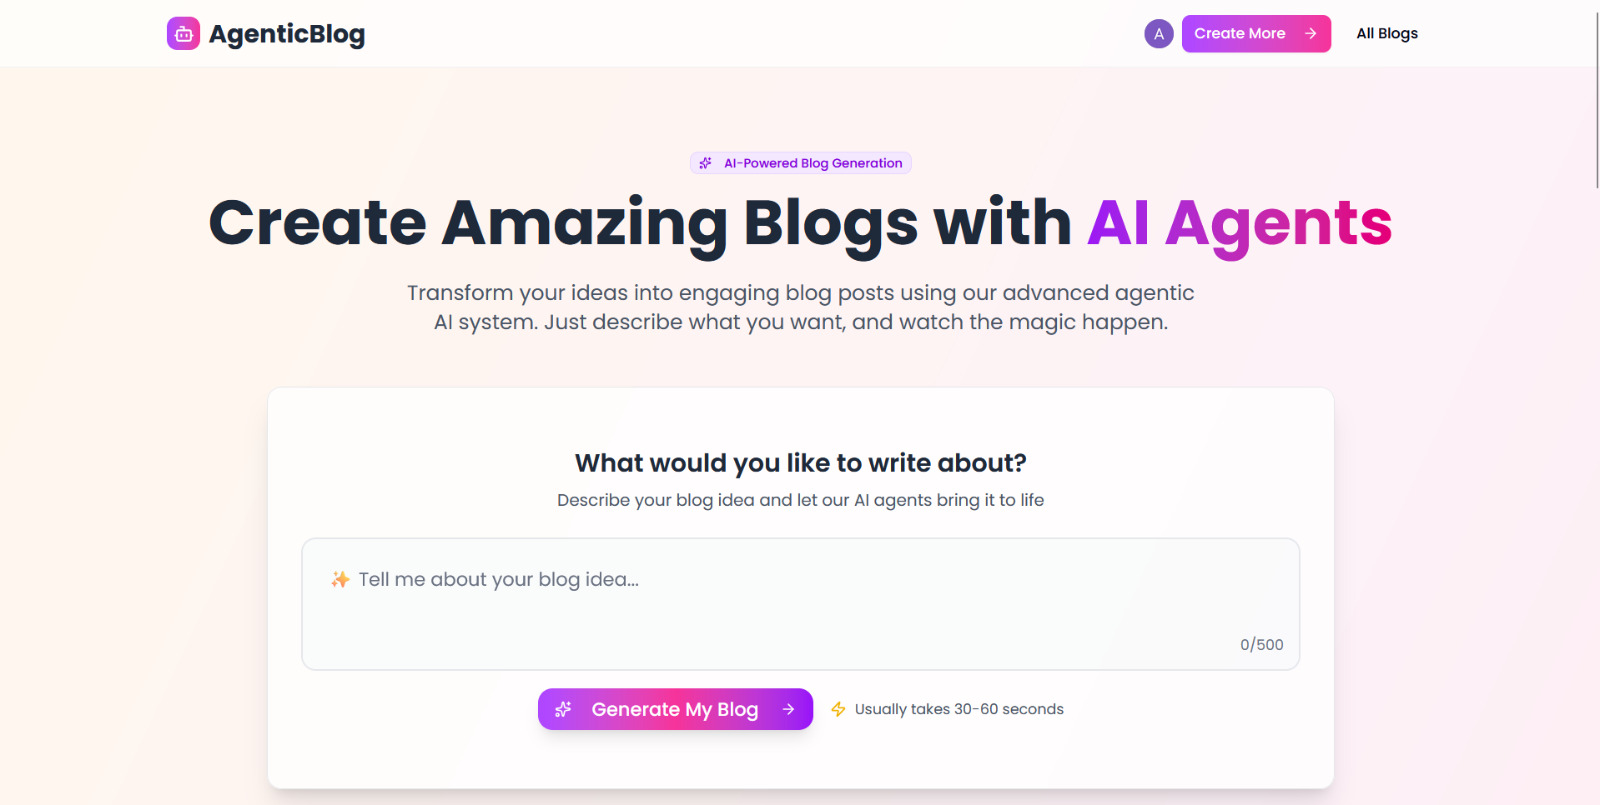 AgenticBlog
A
Create More →
All Blogs
AI-Powered Blog Generation
Create Amazing Blogs with AI Agents
Transform your ideas into engaging blog posts using our advanced agentic
AI system. Just describe what you want, and watch the magic happen.
What would you like to write about?
Describe your blog idea and let our AI agents bring it to life
✨ Tell me about your blog idea...
0/500
Generate My Blog →
Usually takes 30-60 seconds